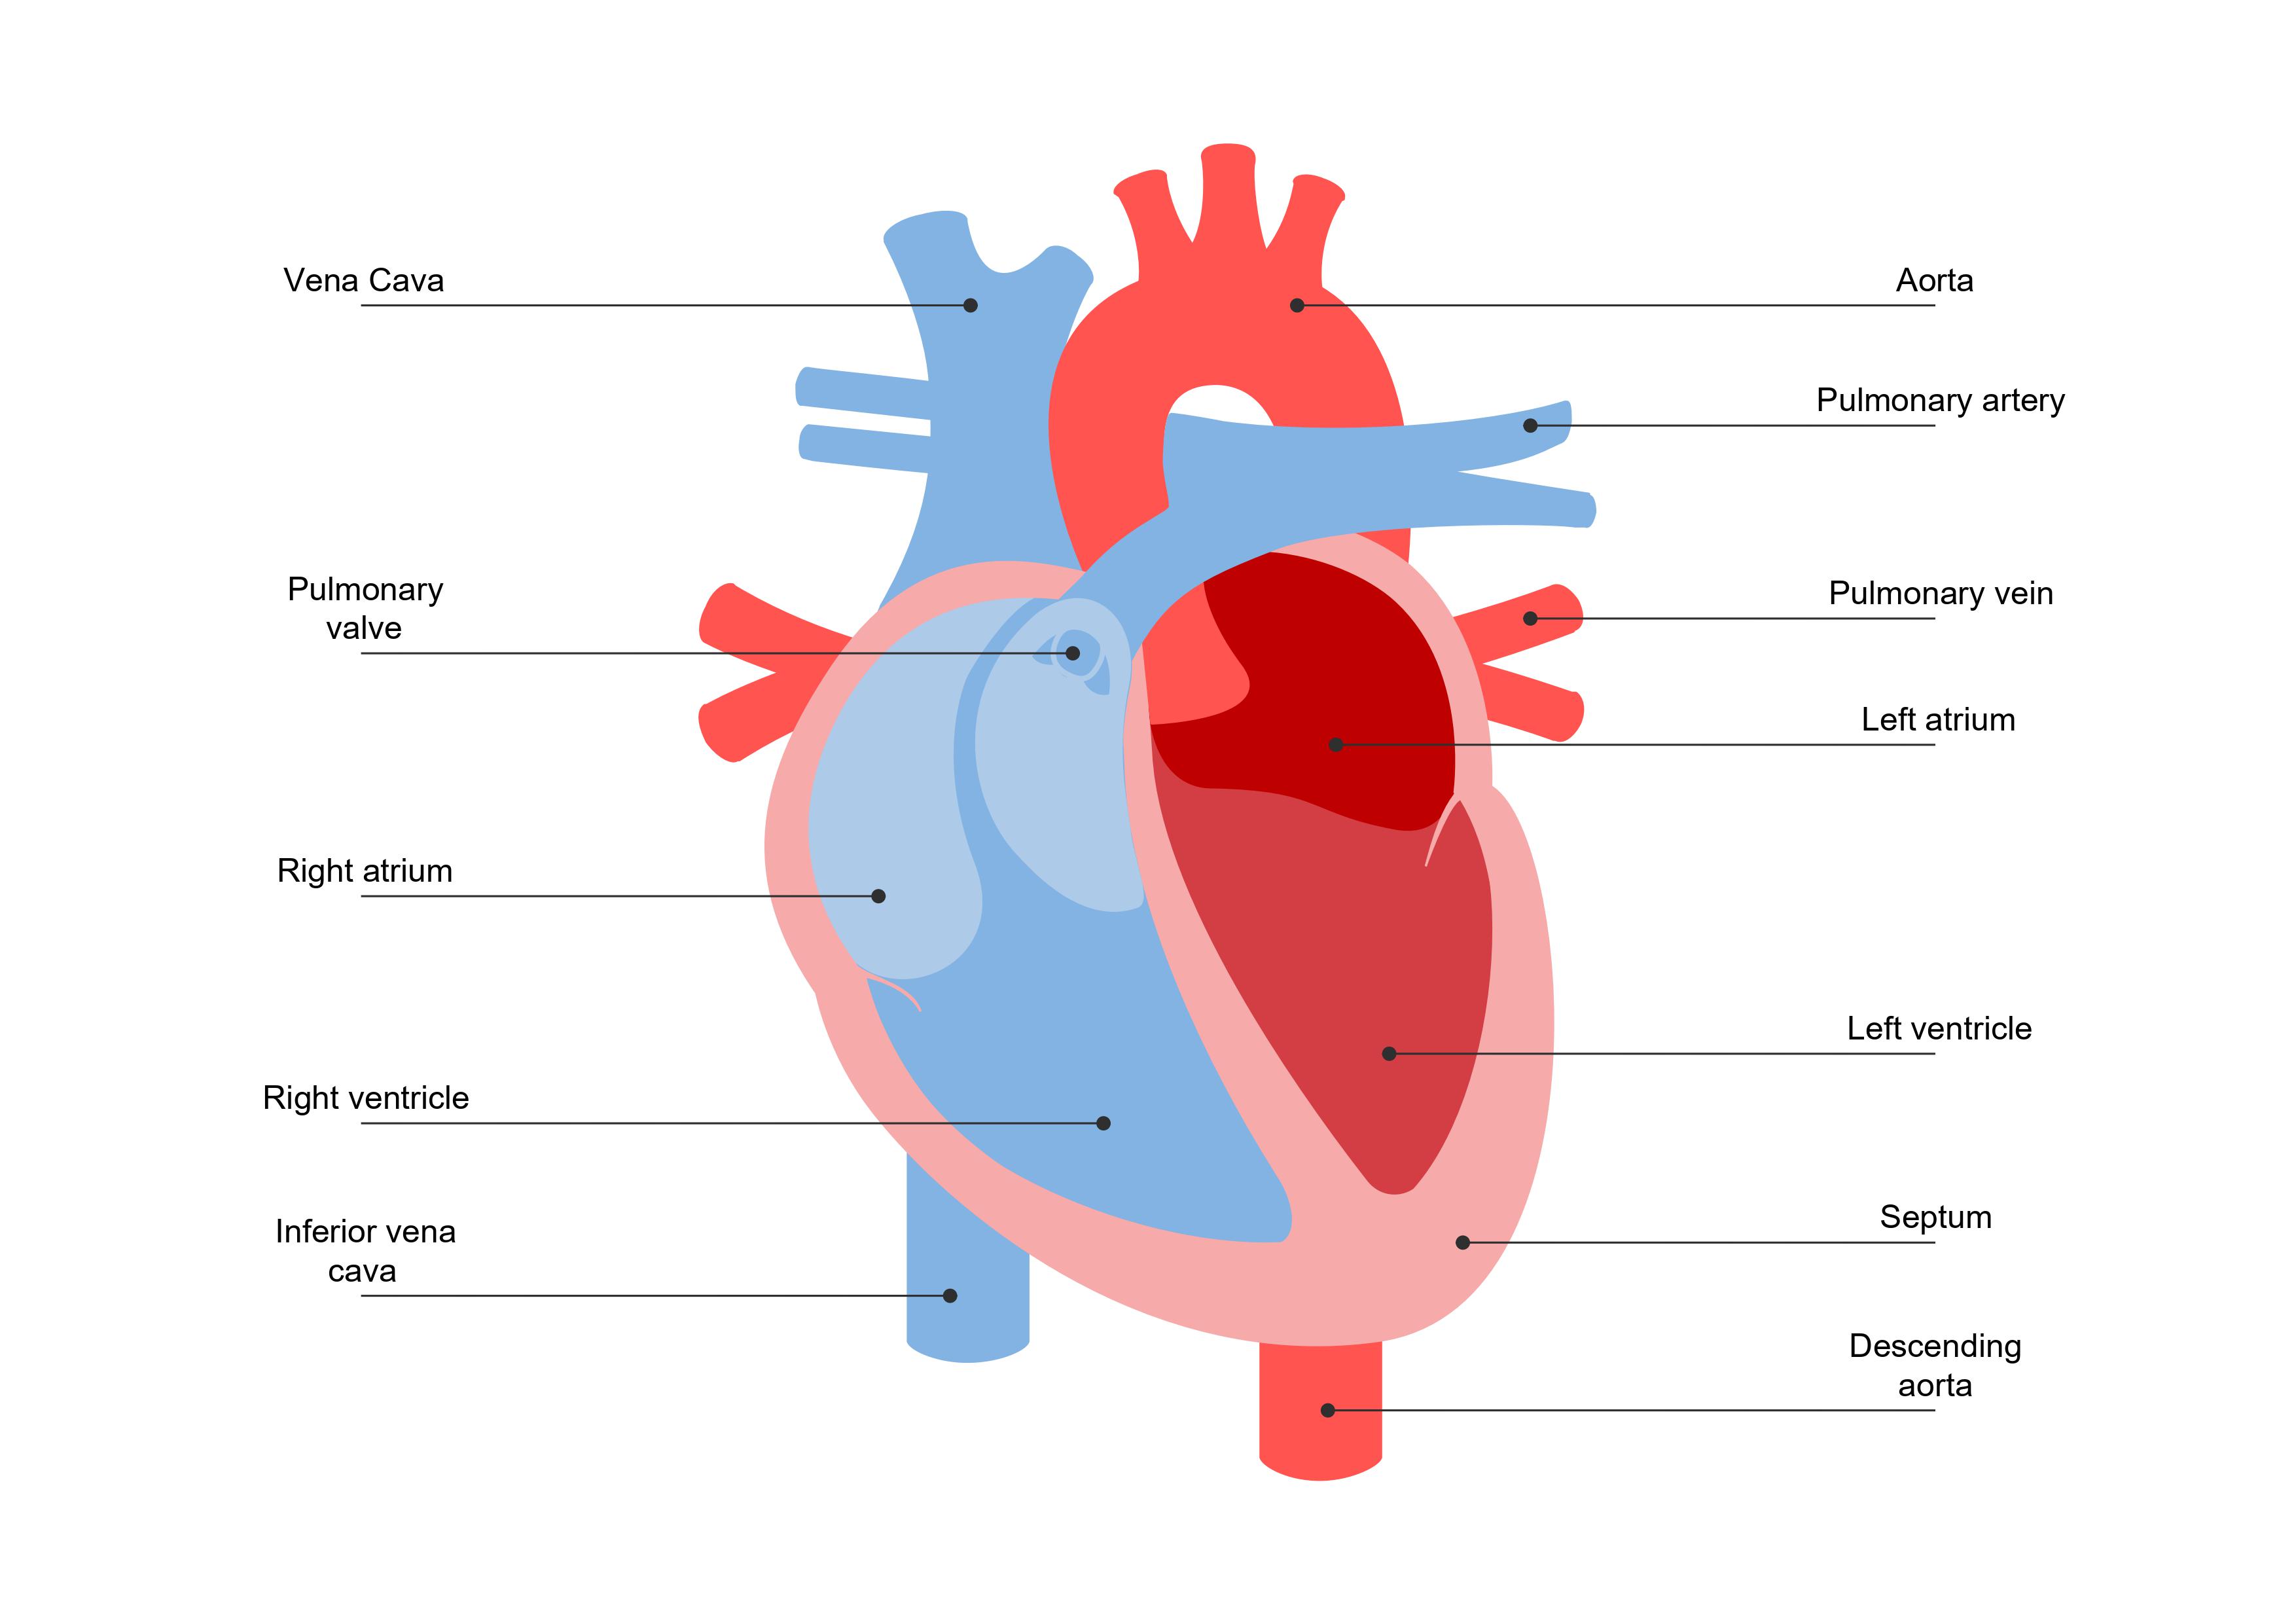 Vena Cava
Aorta
Pulmonary artery
Pulmonary
valve
Pulmonary vein
Left atrium
Right atrium
Left ventricle
Right ventricle
Septum
Inferior vena
cava
Descending
aorta